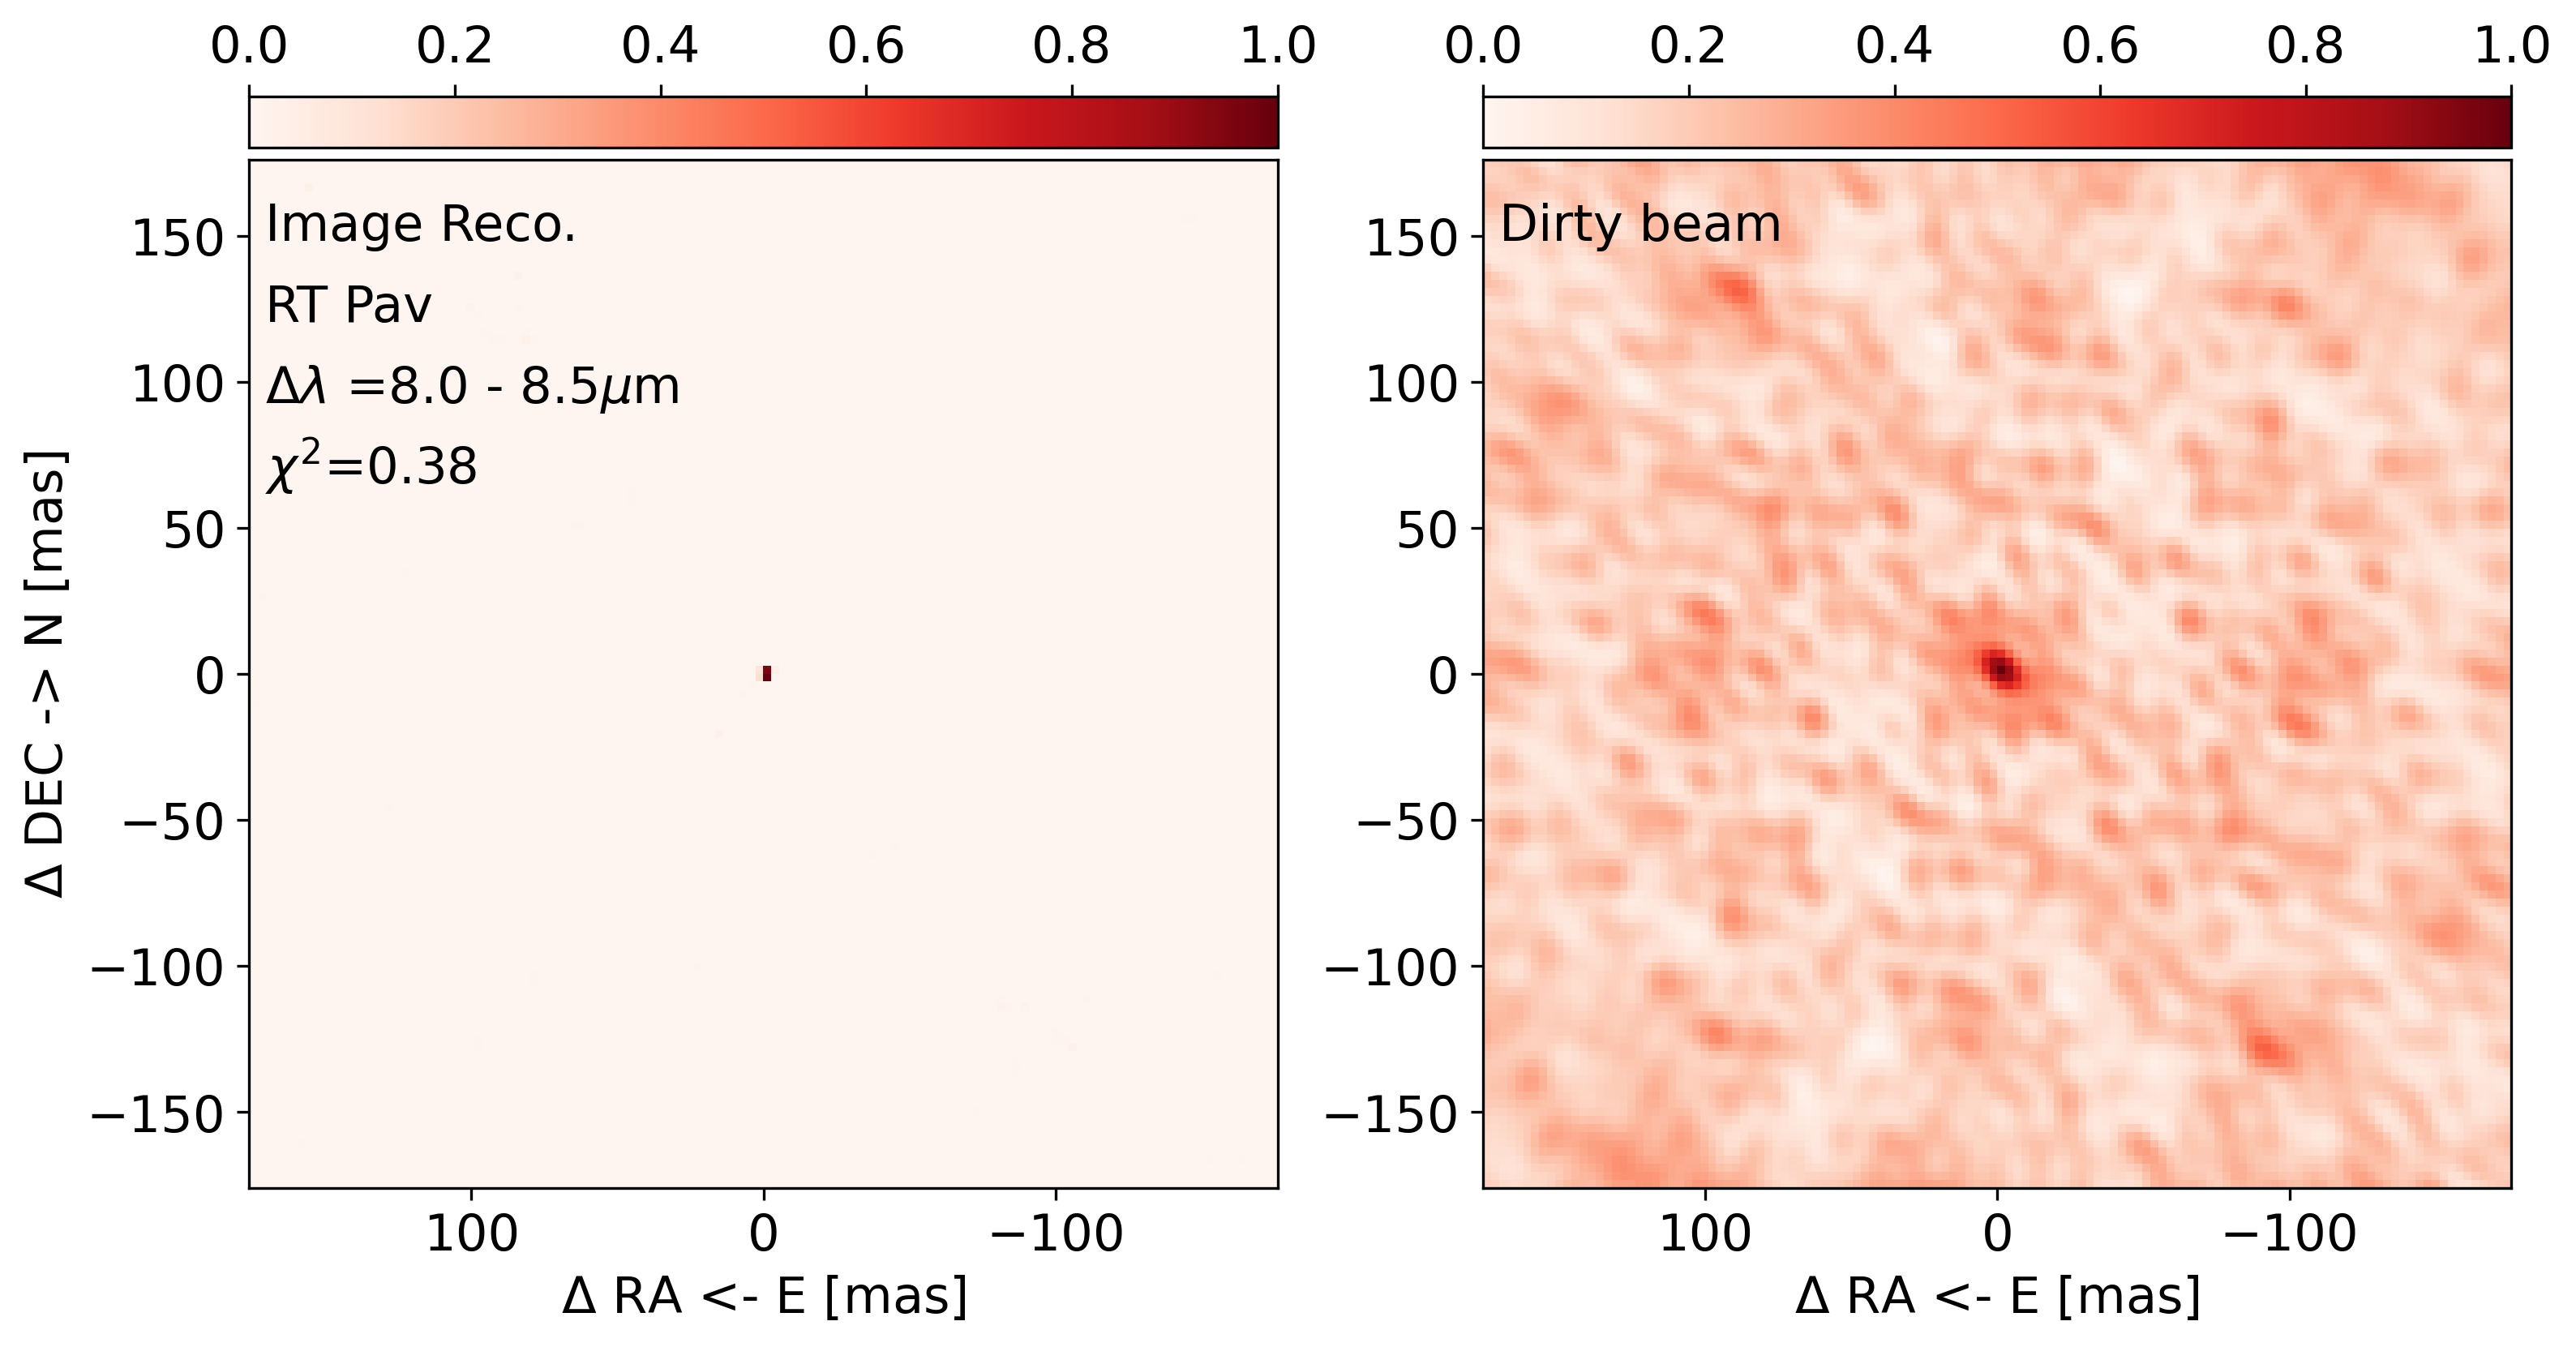 0.0 0.2 0.4 0.6 0.8 1.0
0.0 0.2 0.4 0.6 0.8 1.0
Image Reco.
RT Pav
Δλ =8.0 - 8.5μm
χ²=0.38
150
100
50
0
−50
−100
−150
Δ DEC -> N [mas]
100 0 −100
Δ RA <- E [mas]
Dirty beam
150
100
50
0
−50
−100
−150
100 0 −100
Δ RA <- E [mas]